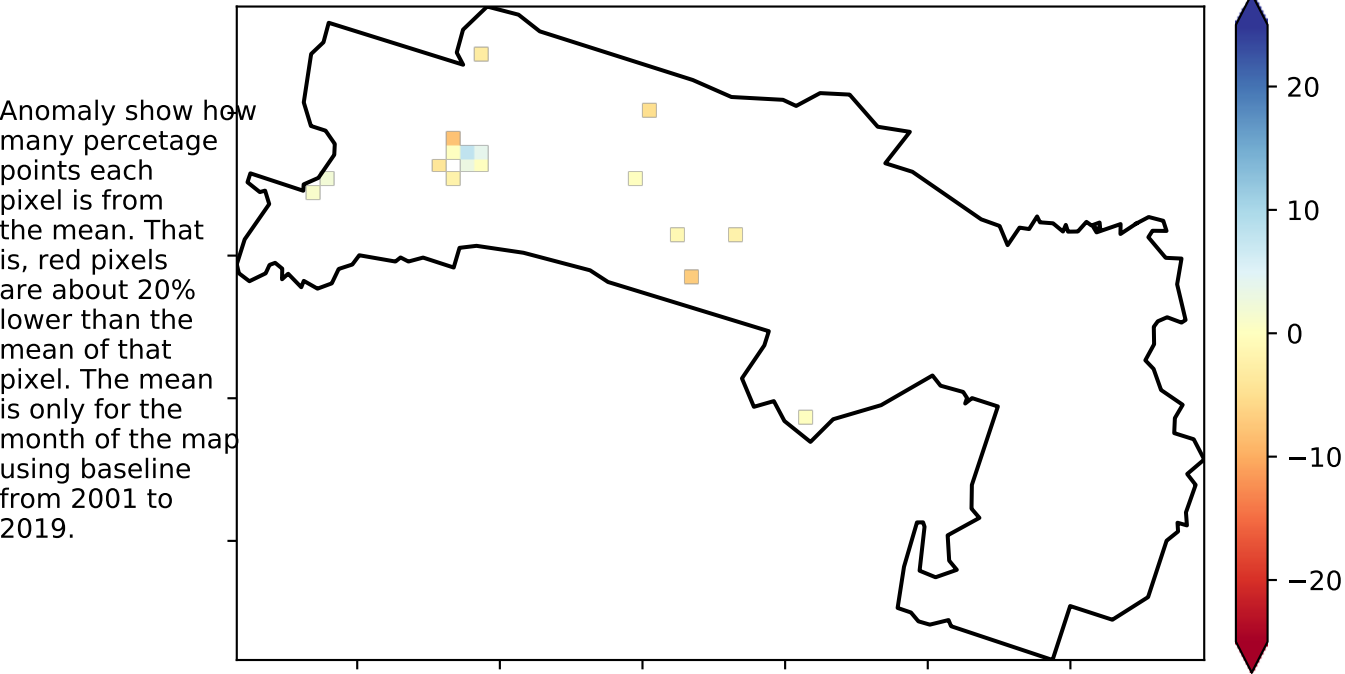 Anomaly show how
many percetage
points each
pixel is from
the mean. That
is, red pixels
are about 20%
lower than the
mean of that
pixel. The mean
is only for the
month of the map
using baseline
from 2001 to
2019.
20
10
0
−10
−20